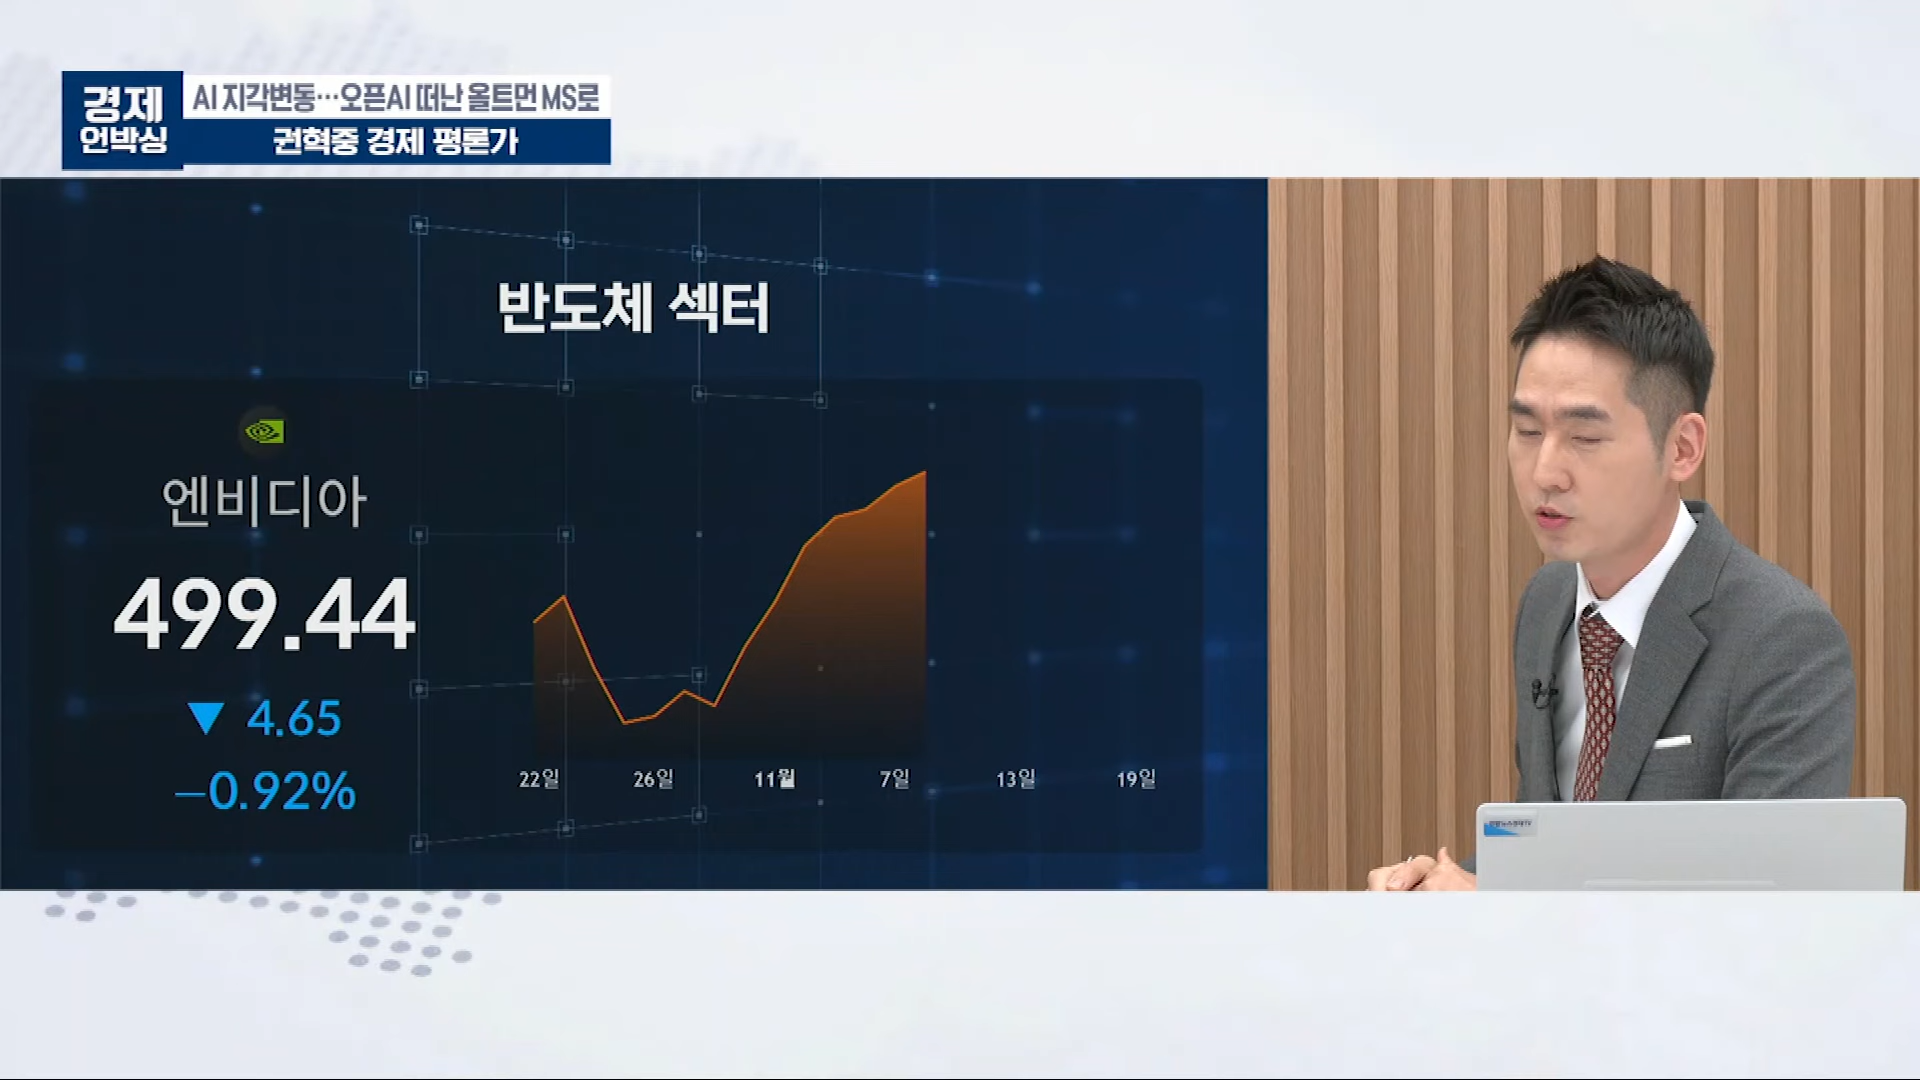 경제
언박싱
AI 지각변동…오픈AI 떠난 올트먼 MS로
권혁중 경제 평론가
반도체 섹터
엔비디아
499.44
▼ 4.65
–0.92%
22일 26일 11월 7일 13일 19일